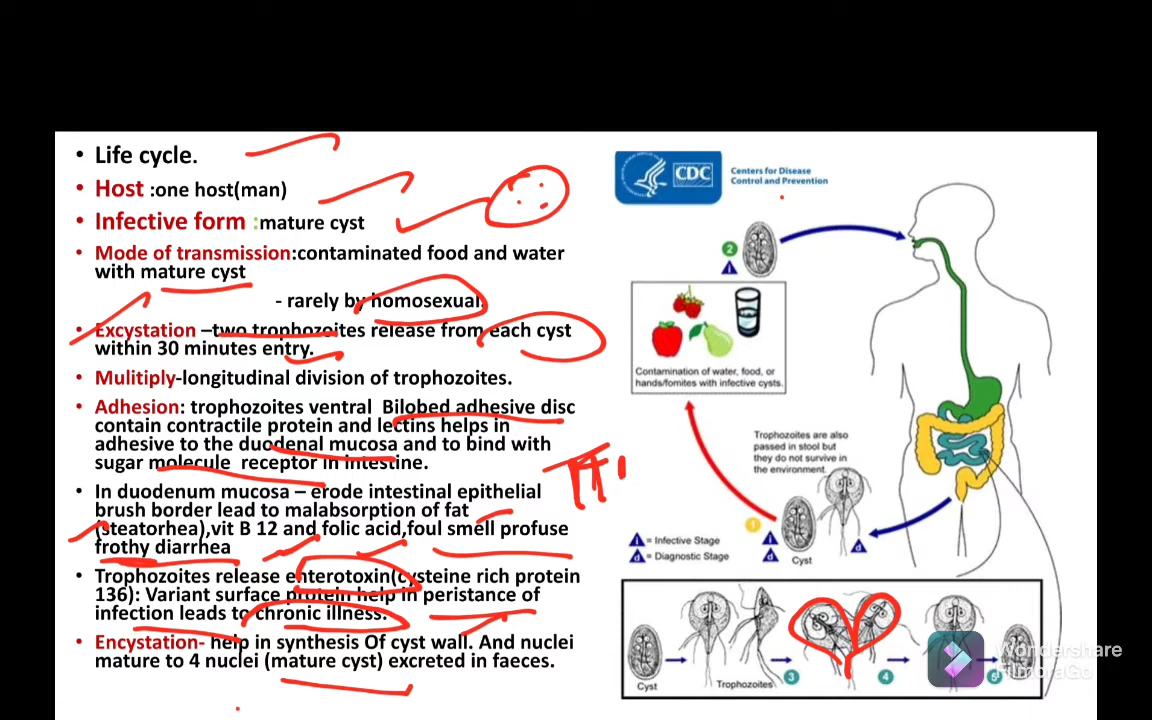 • Life cycle.
• Host :one host(man)
• Infective form :mature cyst
• Mode of transmission:contaminated food and water
with mature cyst
- rarely by homosexual.
• Excystation –two trophozoites release from each cyst
within 30 minutes entry.
• Mulitiply-longitudinal division of trophozoites.
• Adhesion: trophozoites ventral Bilobed adhesive disc
contain contractile protein and lectins helps in
adhesive to the duodenal mucosa and to bind with
sugar molecule receptor in intestine.
• In duodenum mucosa – erode intestinal epithelial
brush border lead to malabsorption of fat
(steatorhea),vit B 12 and folic acid,foul smell profuse
frothy diarrhea
• Trophozoites release enterotoxin(cysteine rich protein
136): Variant surface protein help in peristance of
infection leads to chronic illness.
• Encystation- help in synthesis Of cyst wall. And nuclei
mature to 4 nuclei (mature cyst) excreted in faeces.
CDC
Centers for Disease
Control and Prevention
2
i
Contamination of water, food, or
hands/fomites with infective cysts.
Trophozoites are also
passed in stool but
they do not survive in
the environment.
1
i
d
d
Cyst
i = Infective Stage
d = Diagnostic Stage
Cyst
Trophozoites
3
4
5
Wondershare
FilmoraGo